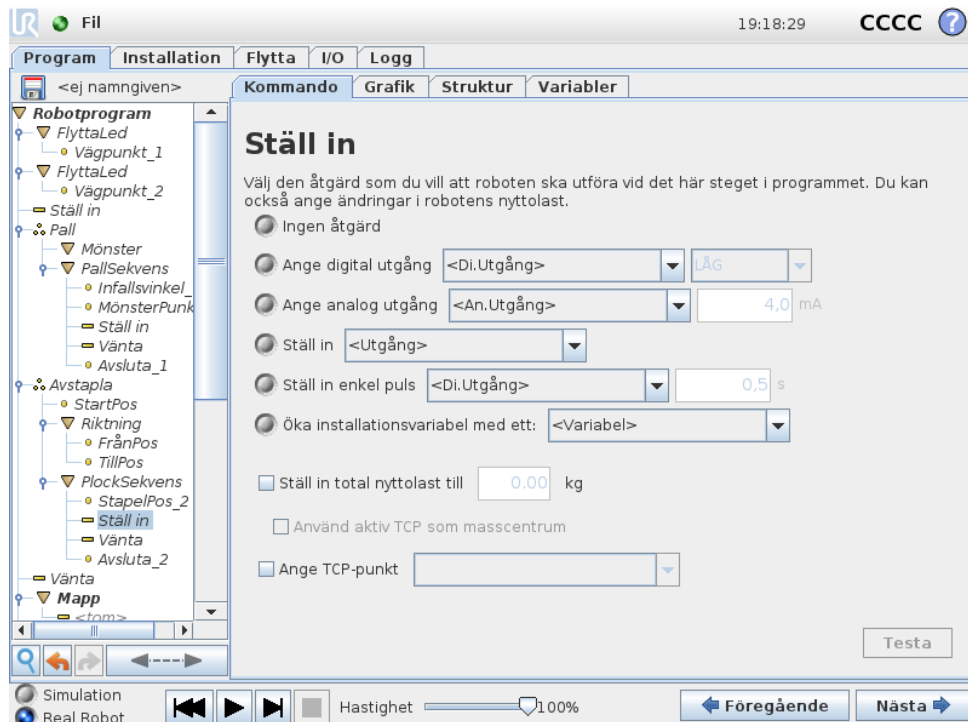 UR Fil 19:18:29 CCCC ?
Program Installation Flytta I/O Logg
<ej namngiven>
Kommando Grafik Struktur Variabler
Robotprogram
FlyttaLed
Vägpunkt_1
FlyttaLed
Vägpunkt_2
Ställ in
Pall
Mönster
PallSekvens
Infallsvinkel_
MönsterPunk
Ställ in
Vänta
Avsluta_1
Avstapla
StartPos
Riktning
FrånPos
TillPos
PlockSekvens
StapelPos_2
Ställ in
Vänta
Avsluta_2
Vänta
Mapp
<tom>
Ställ in
Välj den åtgärd som du vill att roboten ska utföra vid det här steget i programmet. Du kan
också ange ändringar i robotens nyttolast.
Ingen åtgärd
Ange digital utgång <Di.Utgång> LÅG
Ange analog utgång <An.Utgång> 4,0 mA
Ställ in <Utgång>
Ställ in enkel puls <Di.Utgång> 0,5 s
Öka installationsvariabel med ett: <Variabel>
Ställ in total nyttolast till 0.00 kg
Använd aktiv TCP som masscentrum
Ange TCP-punkt
Testa
Simulation
Real Robot
Hastighet 100%
Föregående Nästa